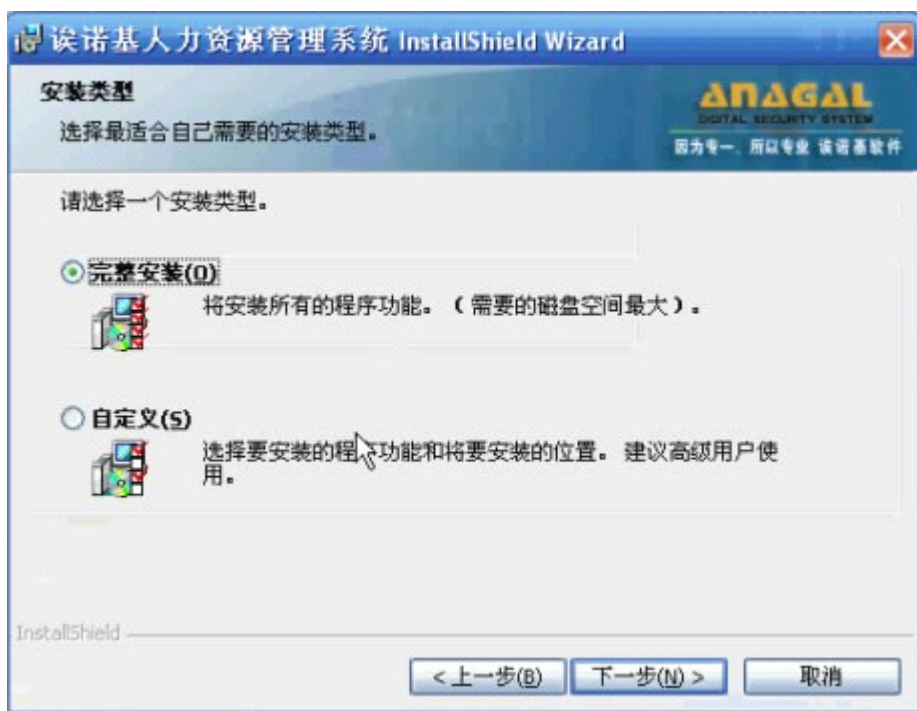 诶诺基人力资源管理系统 InstallShield Wizard
安装类型
选择最适合自己需要的安装类型。
ANAGAL
DIGITAL SECURITY SYSTEM
因为专一、所以专业 诶诺基软件
请选择一个安装类型。
完整安装(O)
将安装所有的程序功能。（需要的磁盘空间最大）。
自定义(S)
选择要安装的程序功能和将要安装的位置。建议高级用户使
用。
InstallShield
< 上一步(B) 下一步(N) > 取消